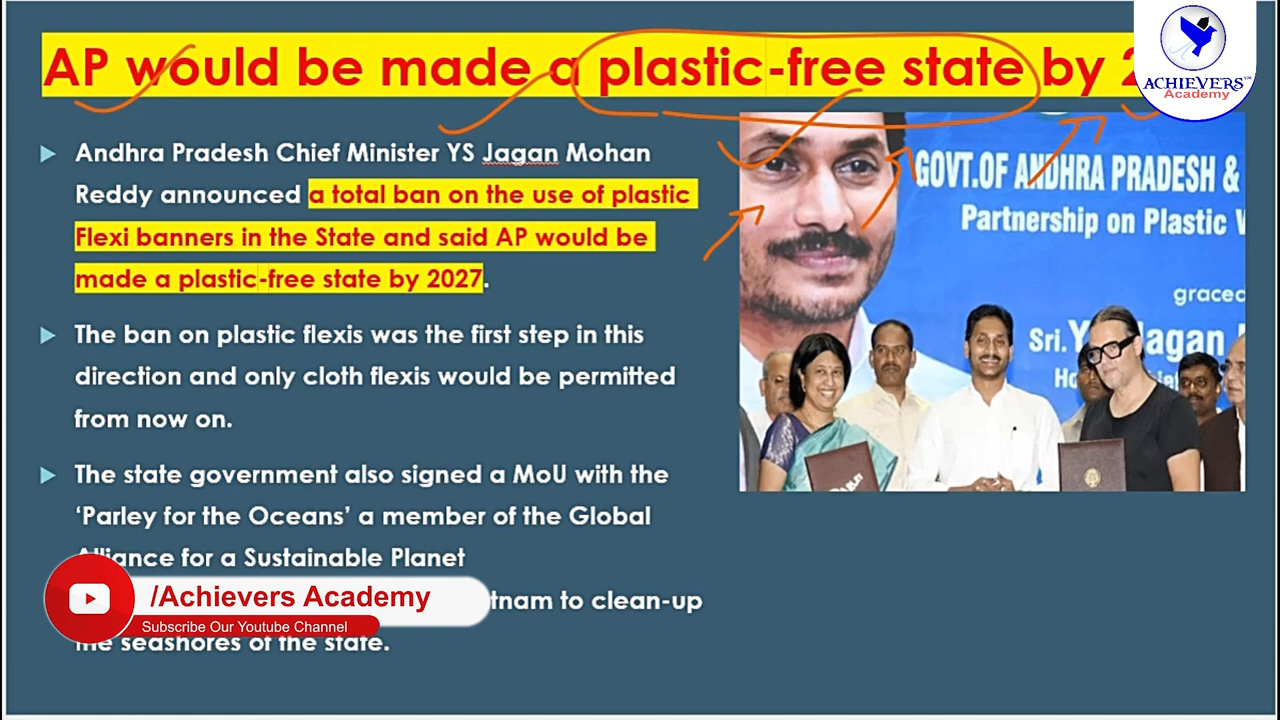 AP would be made a plastic-free state by
ACHIEVERS™
Academy
Andhra Pradesh Chief Minister YS Jagan Mohan
Reddy announced a total ban on the use of plastic
Flexi banners in the State and said AP would be
made a plastic-free state by 2027.
The ban on plastic flexis was the first step in this
direction and only cloth flexis would be permitted
from now on.
The state government also signed a MoU with the
‘Parley for the Oceans’ a member of the Global
Alliance for a Sustainable Planet
to clean-up
the seashores of the state.
GOVT.OF ANDHRA PRADESH &
Partnership on Plastic
graced
Sri. Jagan
/Achievers Academy
Subscribe Our Youtube Channel